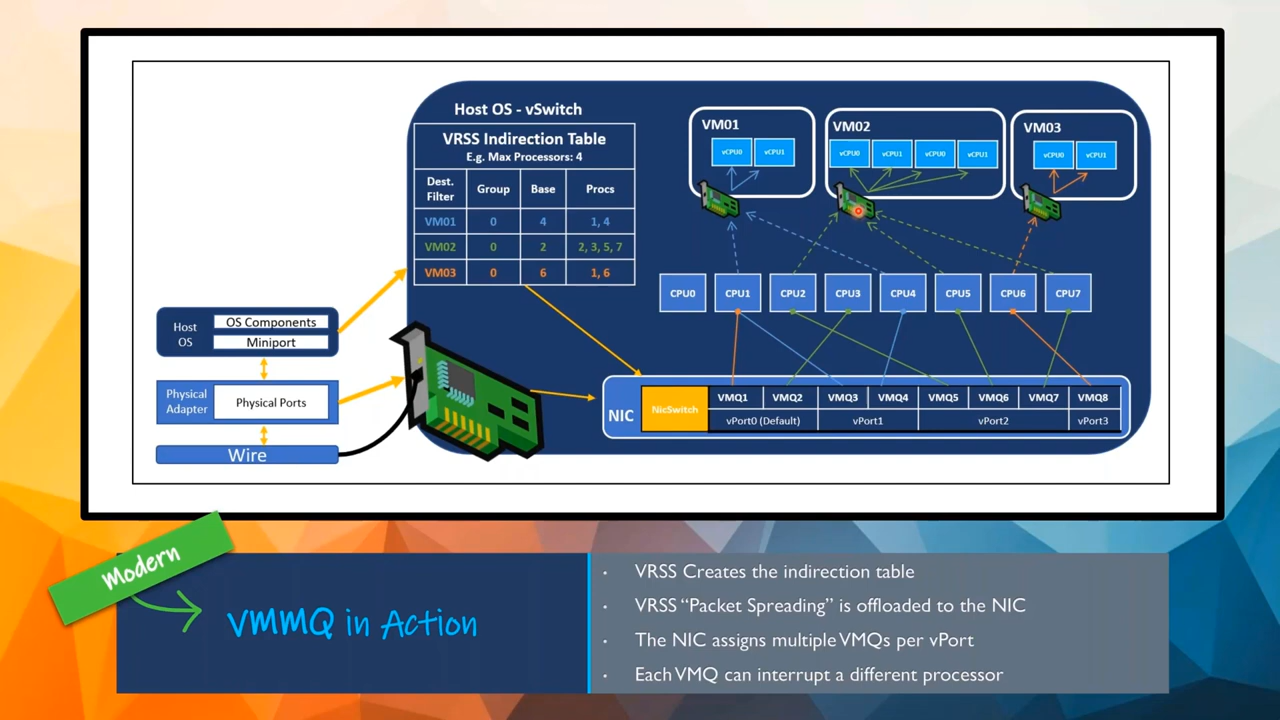 Host OS - vSwitch
VRSS Indirection Table
E.g. Max Processors: 4
Dest. Filter Group Base Procs
VM01 0 4 1, 4
VM02 0 2 2, 3, 5, 7
VM03 0 6 1, 6
VM01
vCPU0 vCPU1
VM02
vCPU0 vCPU1 vCPU0 vCPU1
VM03
vCPU0 vCPU1
CPU0 CPU1 CPU2 CPU3 CPU4 CPU5 CPU6 CPU7
Host OS
OS Components
Miniport
Physical Adapter
Physical Ports
Wire
NIC
NicSwitch
VMQ1 VMQ2 VMQ3 VMQ4 VMQ5 VMQ6 VMQ7 VMQ8
vPort0 (Default) vPort1 vPort2 vPort3
Modern
VMMQ in Action
• VRSS Creates the indirection table
• VRSS “Packet Spreading” is offloaded to the NIC
• The NIC assigns multiple VMQs per vPort
• Each VMQ can interrupt a different processor